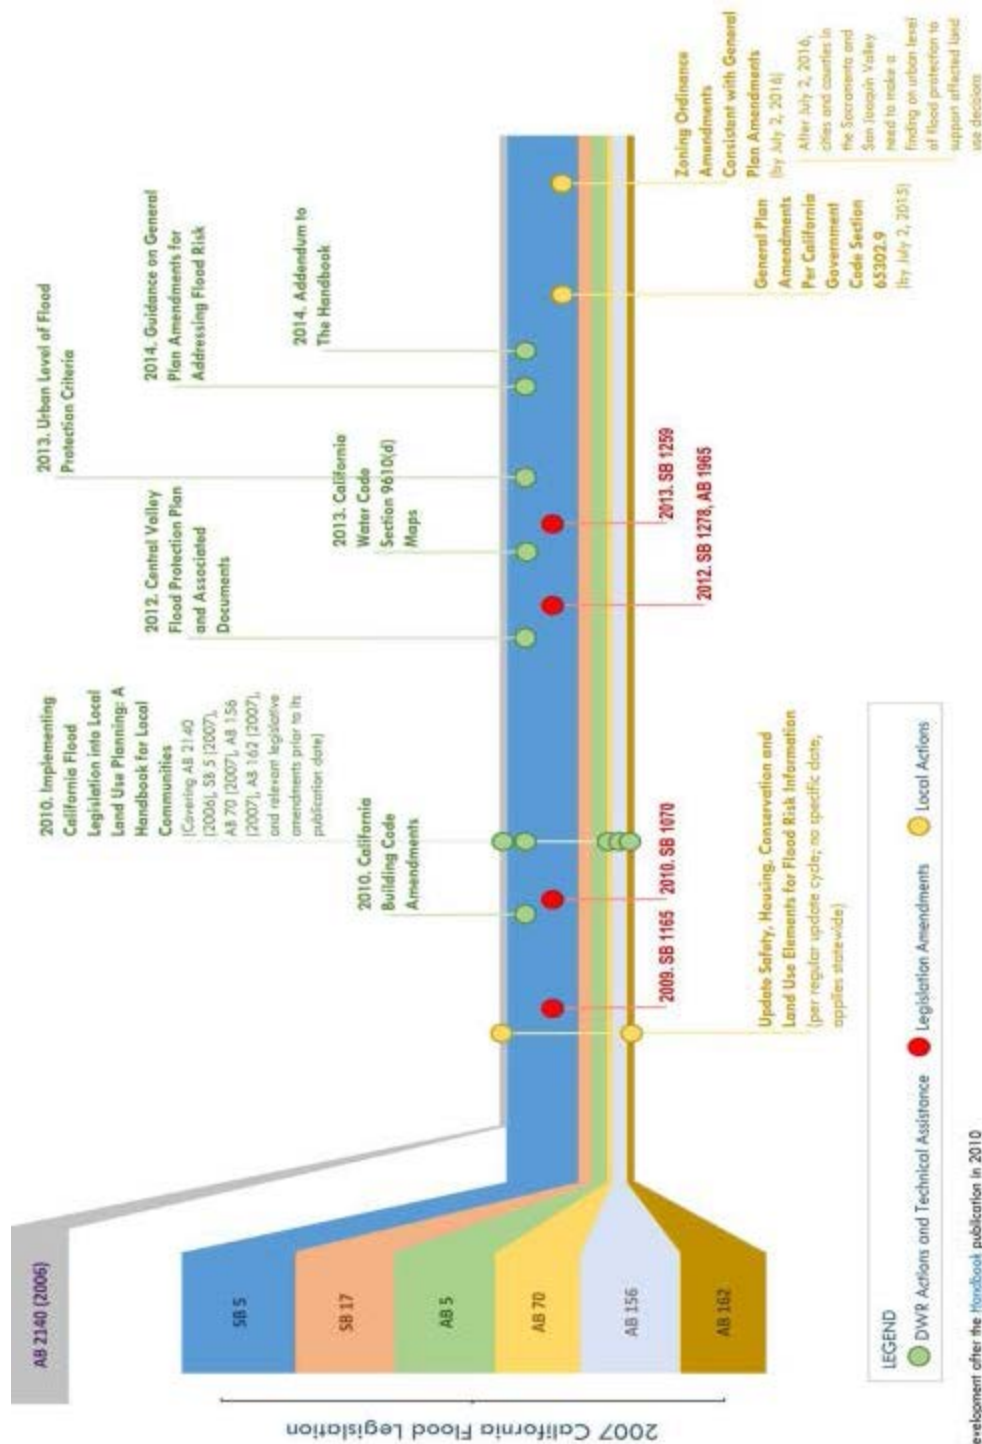 AB 2140 (2006)
2007 California Flood Legislation
SB 5
SB 17
AB 5
AB 70
AB 156
AB 162
2010. Implementing
California Flood
Legislation into Local
Land Use Planning: A
Handbook for Local
Communities
(Covering AB 2140
(2006), SB 5 (2007),
AB 70 (2007), AB 156
(2007), AB 162 (2007),
and relevant legislative
amendments prior to its
publication date)
2010. California
Building Code
Amendments
2012. Central Valley
Flood Protection Plan
and Associated
Documents
2013. California
Water Code
Section 9610(d)
Maps
2013. Urban Level of Flood
Protection Criteria
2014. Guidance on General
Plan Amendments for
Addressing Flood Risk
2014. Addendum to
The Handbook
2009. SB 1165
2010. SB 1070
2012. SB 1278, AB 1965
2013. SB 1259
Update Safety, Housing, Conservation and
Land Use Elements for Flood Risk Information
(per regular update cycle; no specific date;
applies statewide)
General Plan
Amendments
Per California
Government
Code Section
65302.9
(by July 2, 2015)
Zoning Ordinance
Amendments
Consistent with General
Plan Amendments
(by July 2, 2016)
After July 2, 2016,
cities and counties in
the Sacramento and
San Joaquin Valley
need to make a
finding on urban level
of flood protection to
support affected land
use decisions
LEGEND
DWR Actions and Technical Assistance
Legislation Amendments
Local Actions
evelopment after the Handbook publication in 2010